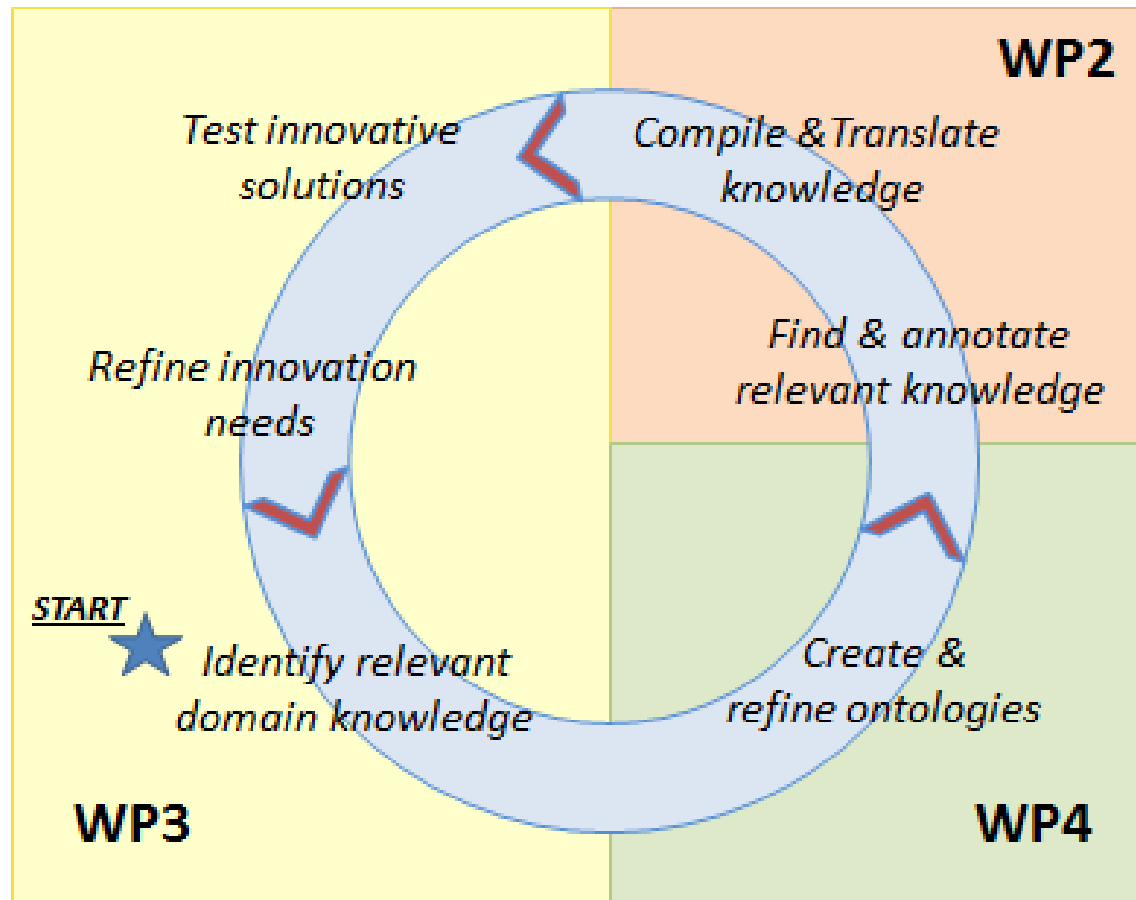 WP2
Test innovative
solutions
Compile &Translate
knowledge
Find & annotate
relevant knowledge
Refine innovation
needs
START
Identify relevant
domain knowledge
Create &
refine ontologies
WP3
WP4